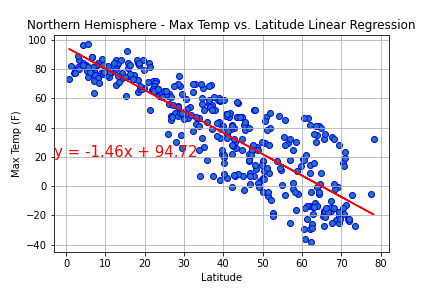 Northern Hemisphere - Max Temp vs. Latitude Linear Regression
100
80
60
40
20
0
−20
−40
Max Temp (F)
y = -1.46x + 94.72
0 10 20 30 40 50 60 70 80
Latitude